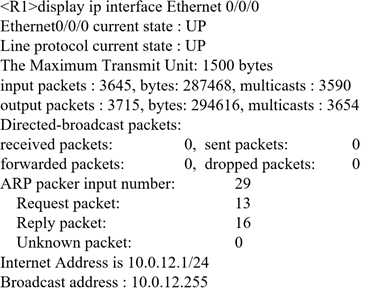 <R1>display ip interface Ethernet 0/0/0
Ethernet0/0/0 current state : UP
Line protocol current state : UP
The Maximum Transmit Unit: 1500 bytes
input packets : 3645, bytes: 287468, multicasts : 3590
output packets : 3715, bytes: 294616, multicasts : 3654
Directed-broadcast packets:
received packets: 0, sent packets: 0
forwarded packets: 0, dropped packets: 0
ARP packer input number: 29
Request packet: 13
Reply packet: 16
Unknown packet: 0
Internet Address is 10.0.12.1/24
Broadcast address : 10.0.12.255